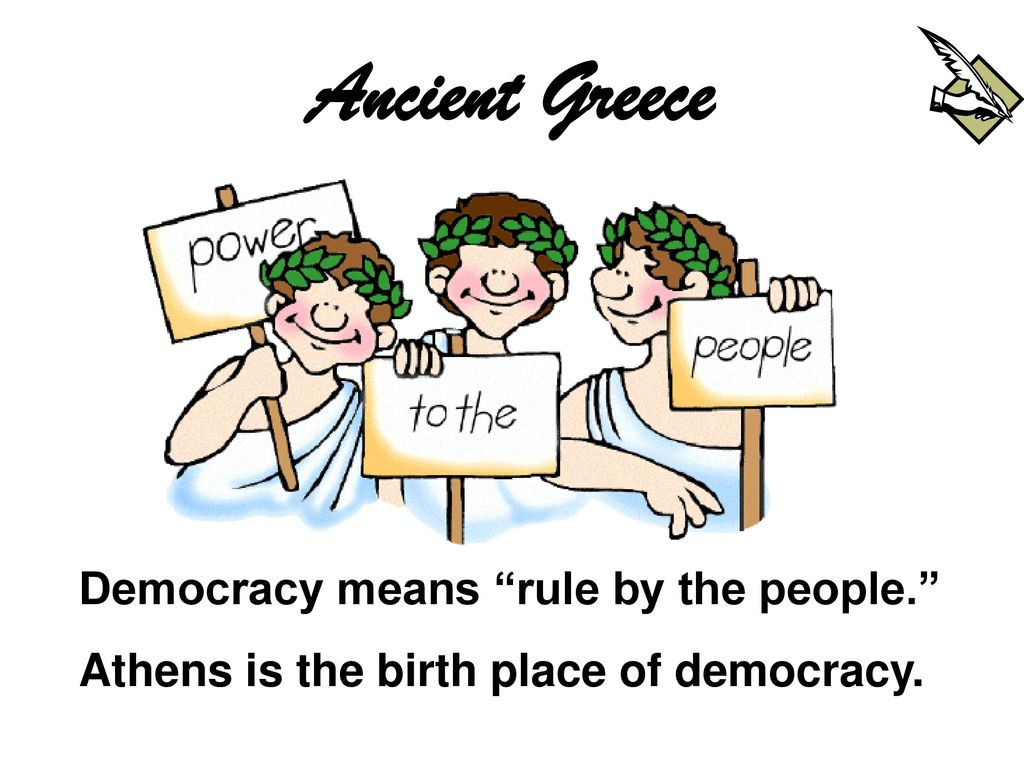 Ancient Greece
power
to the
people
Democracy means “rule by the people.”
Athens is the birth place of democracy.